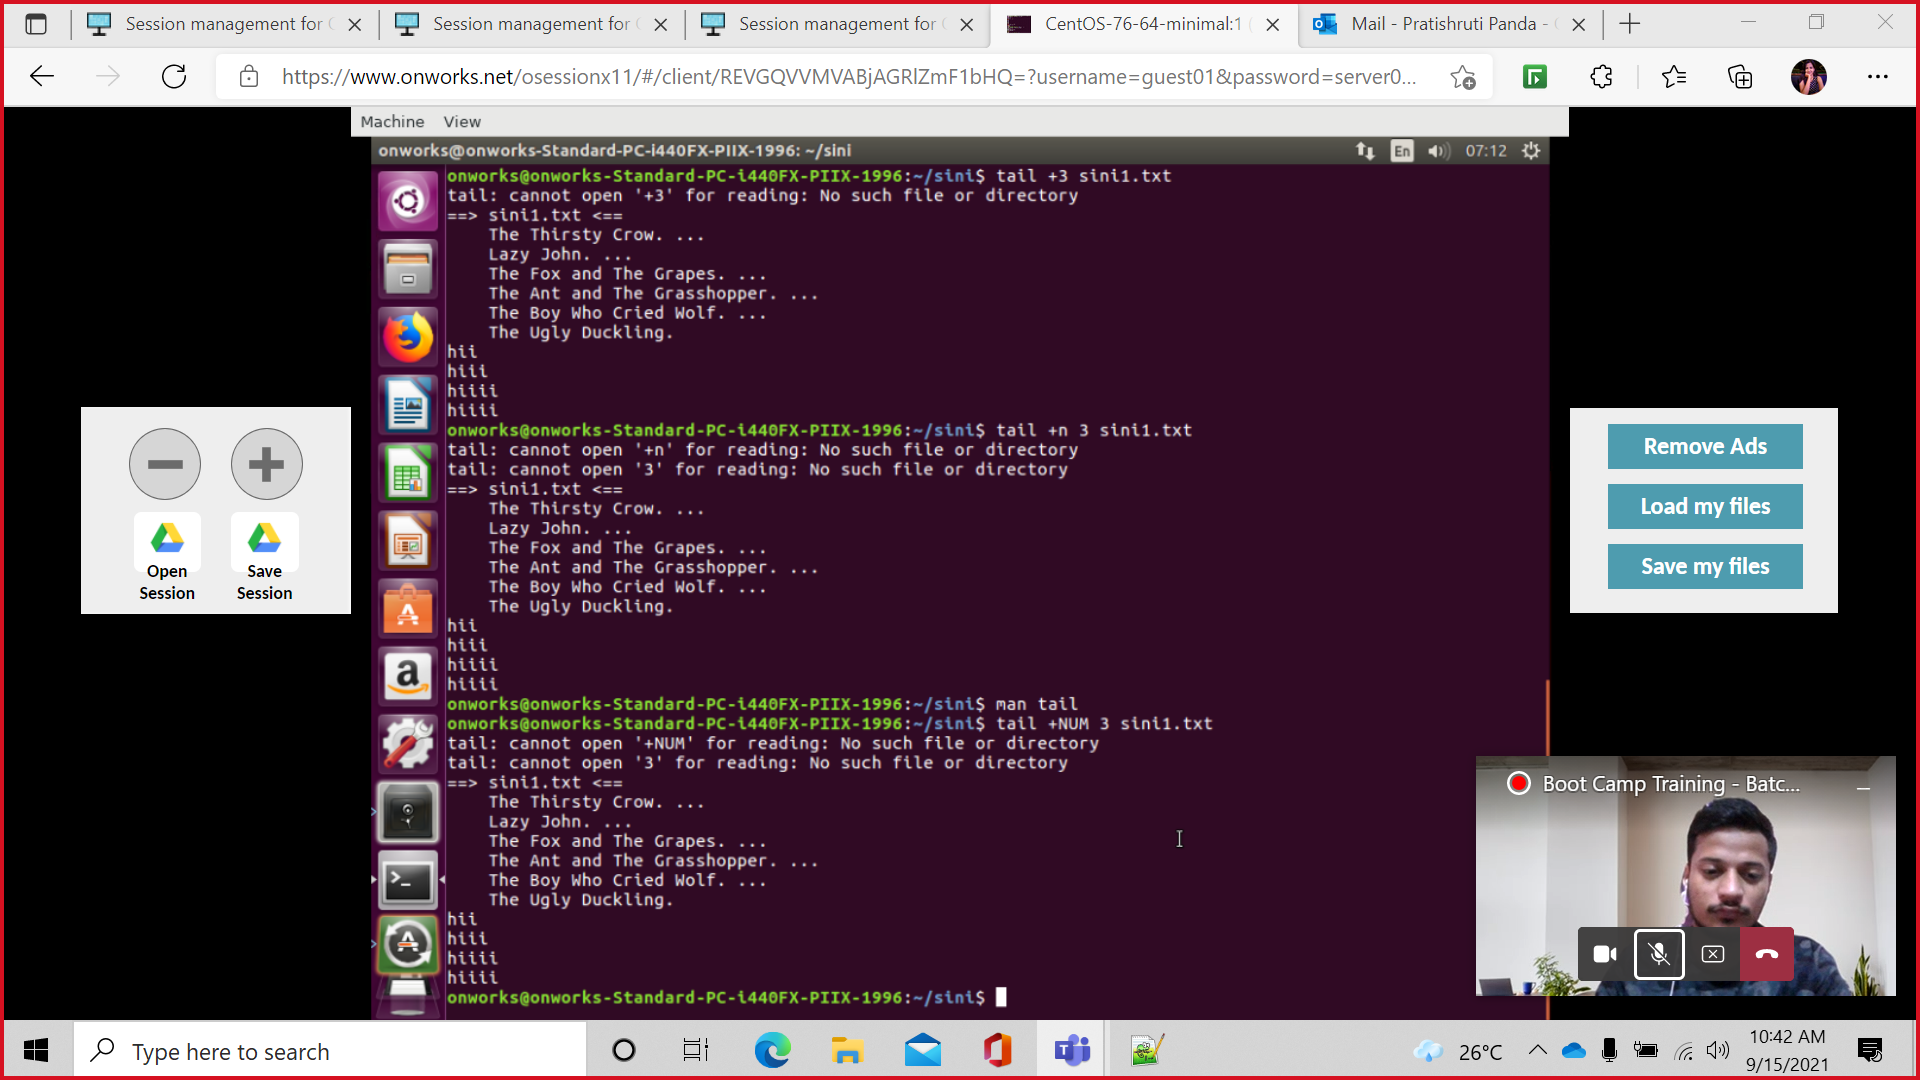 Session management for
Session management for
Session management for
CentOS-76-64-minimal:1
Mail - Pratishruti Panda -
https://www.onworks.net/osessionx11/#/client/REVGQVVMVABjAGRlZmF1bHQ=?username=guest01&password=server0...
Machine View
onworks@onworks-Standard-PC-i440FX-PIIX-1996: ~/sini
En 07:12
onworks@onworks-Standard-PC-i440FX-PIIX-1996:~/sini$ tail +3 sini1.txt
tail: cannot open '+3' for reading: No such file or directory
==> sini1.txt <==
The Thirsty Crow. ...
Lazy John. ...
The Fox and The Grapes. ...
The Ant and The Grasshopper. ...
The Boy Who Cried Wolf. ...
The Ugly Duckling.
hii
hiii
hiiii
hiiii
onworks@onworks-Standard-PC-i440FX-PIIX-1996:~/sini$ tail +n 3 sini1.txt
tail: cannot open '+n' for reading: No such file or directory
tail: cannot open '3' for reading: No such file or directory
==> sini1.txt <==
The Thirsty Crow. ...
Lazy John. ...
The Fox and The Grapes. ...
The Ant and The Grasshopper. ...
The Boy Who Cried Wolf. ...
The Ugly Duckling.
hii
hiii
hiiii
hiiii
onworks@onworks-Standard-PC-i440FX-PIIX-1996:~/sini$ man tail
onworks@onworks-Standard-PC-i440FX-PIIX-1996:~/sini$ tail +NUM 3 sini1.txt
tail: cannot open '+NUM' for reading: No such file or directory
tail: cannot open '3' for reading: No such file or directory
==> sini1.txt <==
The Thirsty Crow. ...
Lazy John. ...
The Fox and The Grapes. ...
The Ant and The Grasshopper. ...
The Boy Who Cried Wolf. ...
The Ugly Duckling.
hii
hiii
hiiii
hiiii
onworks@onworks-Standard-PC-i440FX-PIIX-1996:~/sini$
Open Session
Save Session
Remove Ads
Load my files
Save my files
Boot Camp Training - Batc...
Type here to search
26°C
10:42 AM
9/15/2021